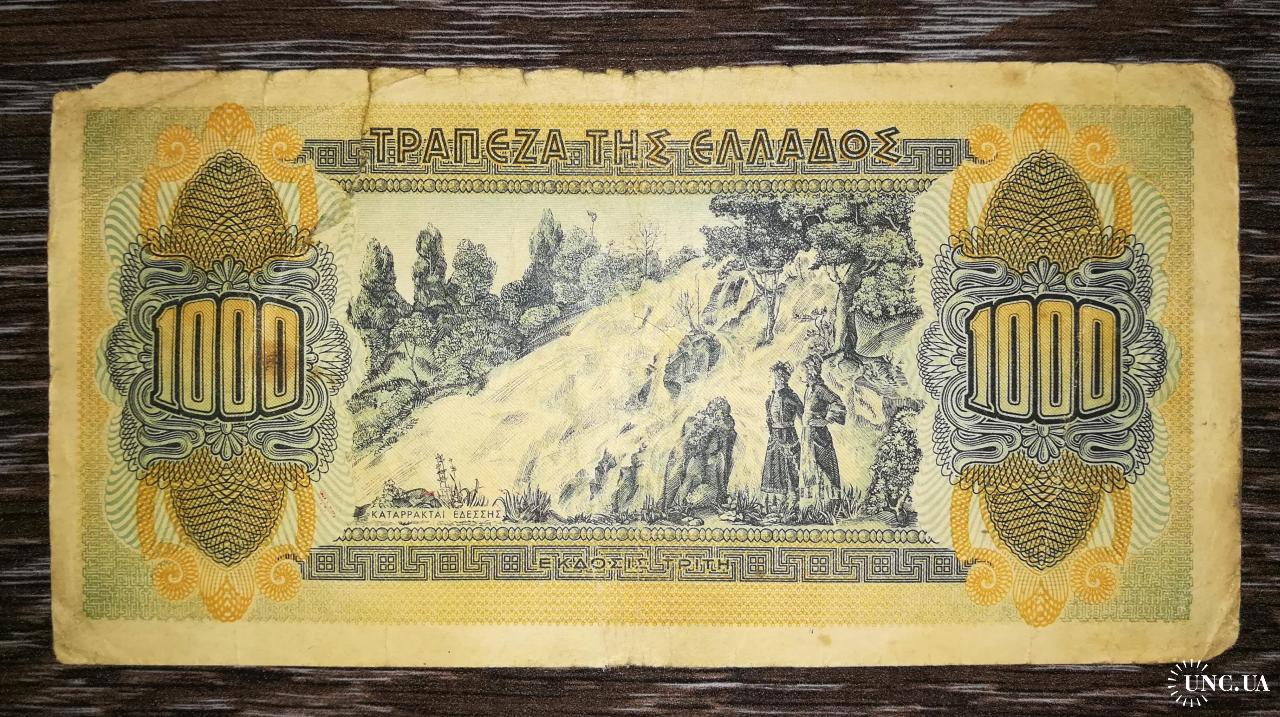 ΤΡΑΠΕΖΑ ΤΗΣ ΕΛΛΑΔΟΣ
1000 1000
ΚΑΤΑΡΡΑΚΤΑΙ ΕΔΕΣΣΗΣ
ΕΚΔΟΣΙΣ ΤΡΙΤΗ
UNC.UA